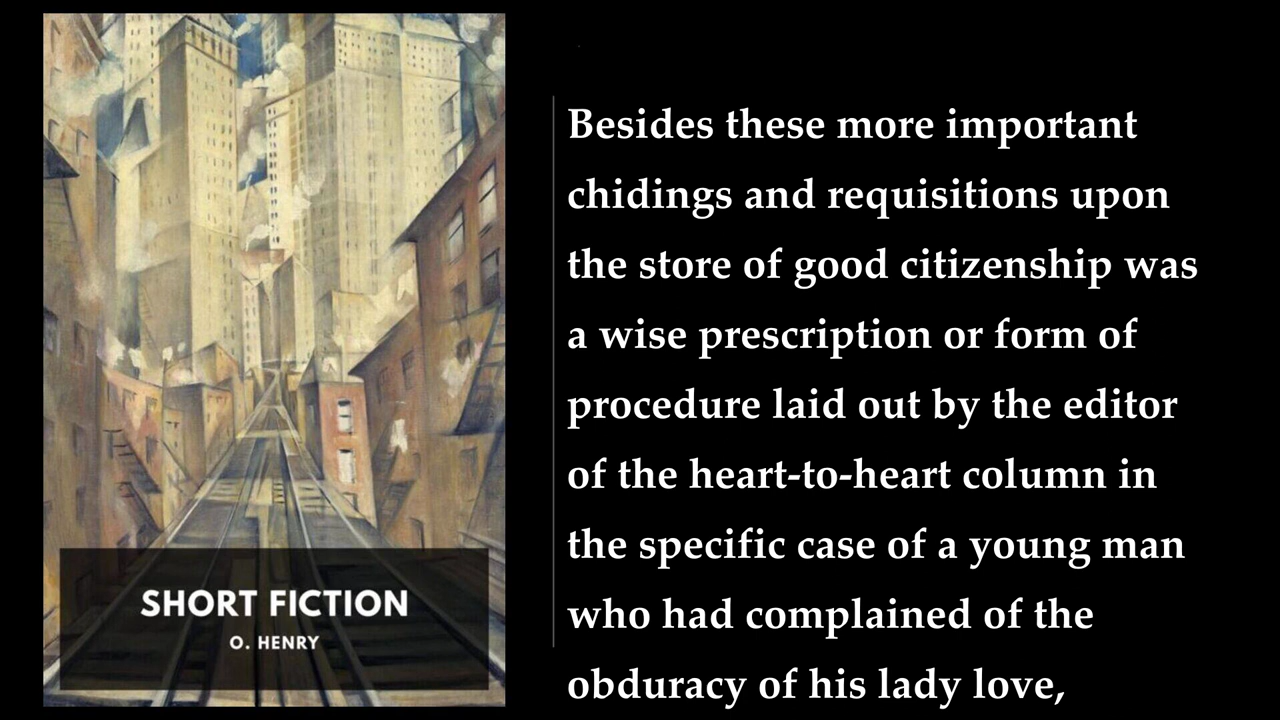 SHORT FICTION
O. HENRY
Besides these more important
chidings and requisitions upon
the store of good citizenship was
a wise prescription or form of
procedure laid out by the editor
of the heart-to-heart column in
the specific case of a young man
who had complained of the
obduracy of his lady love,